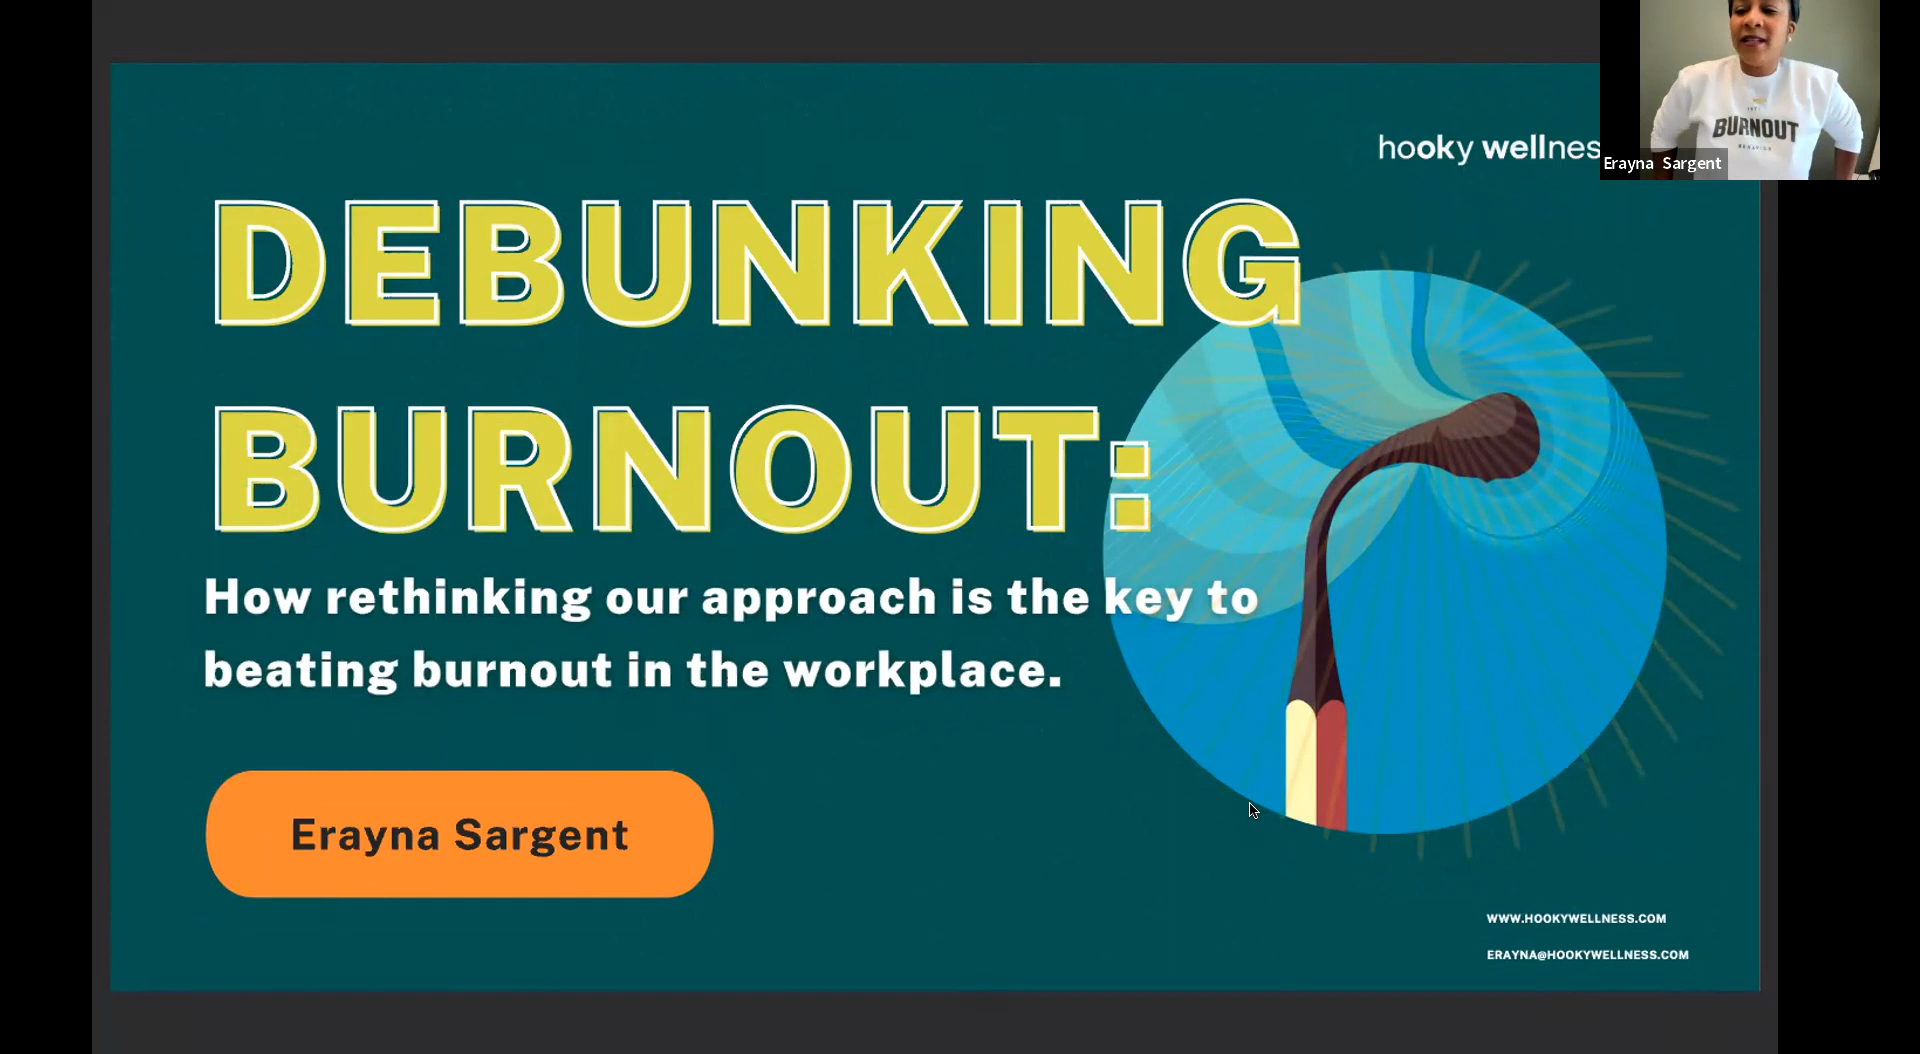 hooky wellnes
DEBUNKING
BURNOUT:
How rethinking our approach is the key to
beating burnout in the workplace.
Erayna Sargent
WWW.HOOKYWELLNESS.COM
ERAYNA@HOOKYWELLNESS.COM
BURNOUT
Erayna Sargent